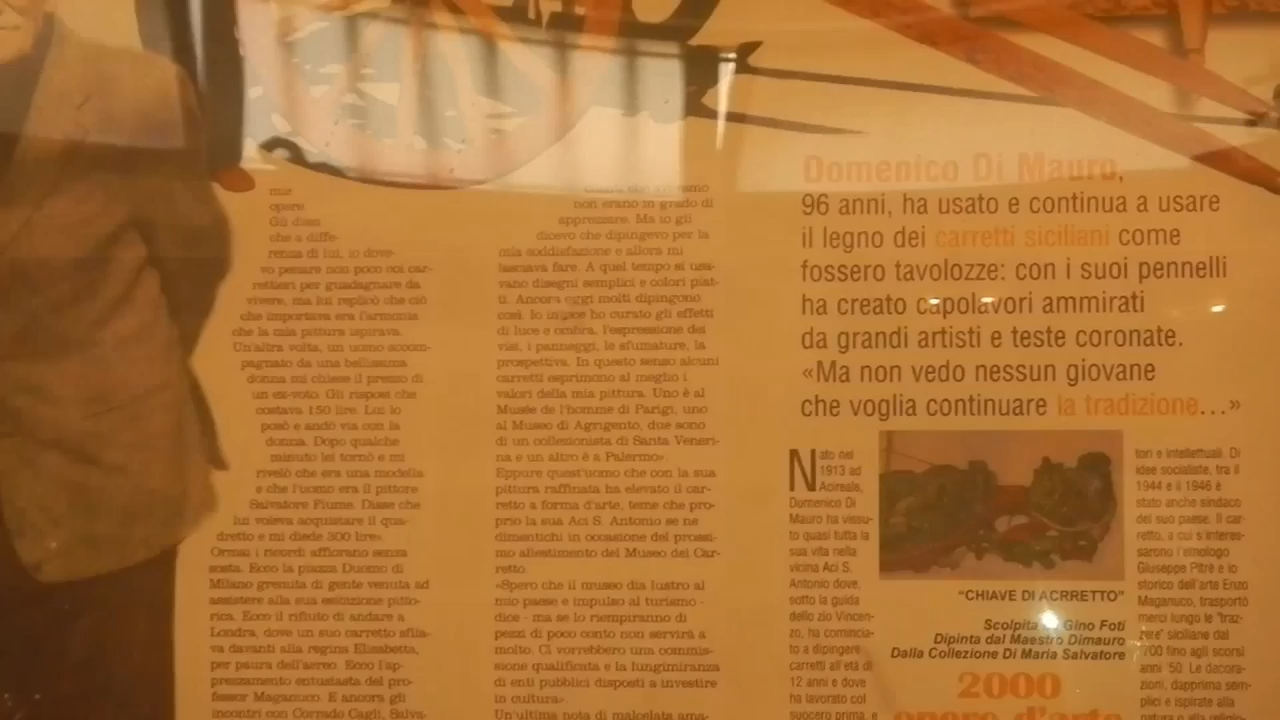 mie
opere.
Gli dissi
che a diffe-
renza di lui, io dove-
vo penare non poco coi car-
rettieri per guadagnare da
vivere, ma lui replicò che ciò
che importava era l'armonia
che la mia pittura ispirava.
Un'altra volta, un uomo accom-
pagnato da una bellissima
donna mi chiese il prezzo di
un ex-voto. Gli risposi che
costava 150 lire. Lui lo
posò e andò via con la
donna. Dopo qualche
minuto lei tornò e mi
rivelò che era una modella
e che l'uomo era il pittore
Salvatore Fiume. Disse che
lui voleva acquistare il qua-
dretto e mi diede 300 lire».
Ormai i ricordi affiorano senza
sosta. Ecco la piazza Duomo di
Milano gremita di gente venuta ad
assistere alla sua esibizione pitto-
rica. Ecco il rifiuto di andare a
Londra, dove un suo carretto sfila-
va davanti alla regina Elisabetta,
per paura dell'aereo. Ecco l'ap-
prezzamento entusasta del pro-
fessor Maganuco. E ancora gli
incontri con Corrado Cagli, Salva-
non erano in grado di
apprezzare. Ma io gli
dicevo che dipingevo per la
mia soddisfazione e allora mi
lasciava fare. A quel tempo si usa-
vano disegni semplici e colori piat-
ti. Ancora oggi molti dipingono
così. Io invece ho curato gli effetti
di luce e ombra, l'espressione dei
visi, i panneggi, le sfumature, la
prospettiva. In questo senso alcuni
carretti esprimono al meglio i
valori della mia pittura. Uno è al
Musée de l'homme di Parigi, uno
al Museo di Agrigento, due sono
di un collezionista di Santa Veneri-
na e un altro è a Palermo».
Eppure quest'uomo che con la sua
pittura raffinata ha elevato il car-
retto a forma d'arte, teme che pro-
prio la sua Aci S. Antonio se ne
dimentichi in occasione del prossi-
mo allestimento del Museo del Car-
retto.
«Spero che il museo dia lustro al
mio paese e impulso al turismo -
dice - ma se lo riempiranno di
pezzi di poco conto non servirà a
molto. Ci vorrebbero una commis-
sione qualificata e la lungimiranza
di enti pubblici disposti a investire
in cultura».
Un'ultima nota di malcelata ama-
Domenico Di Mauro,
96 anni, ha usato e continua a usare
il legno dei carretti siciliani come
fossero tavolozze: con i suoi pennelli
ha creato capolavori ammirati
da grandi artisti e teste coronate.
«Ma non vedo nessun giovane
che voglia continuare la tradizione...»
Nato nel
1913 ad
Acireale,
Domenico Di
Mauro ha vissu-
to quasi tutta la
sua vita nella
vicina Aci S.
Antonio dove,
sotto la guida
dello zio Vincen-
zo, ha comincia-
to a dipingere
carretti all'età di
12 anni e dove
ha lavorato col
suocero prima, e
"CHIAVE DI ACRRETTO"
Scolpita Gino Foti
Dipinta dal Maestro Dimauro
Dalla Collezione Di Maria Salvatore
2000
opere d'arte
tori e intellettuali. Di
idee socialiste, tra il
1944 e il 1946 è
stato anche sindaco
del suo paese. Il car-
retto, a cui s'interes-
sarono l'etnologo
Giuseppe Pitrè e lo
storico dell'arte Enzo
Maganuco, trasportò
merci lungo le "traz-
zere" siciliane dal
'700 fino agli scorsi
anni '50. Le decora-
zioni, dapprima sem-
plici e ispirate alla